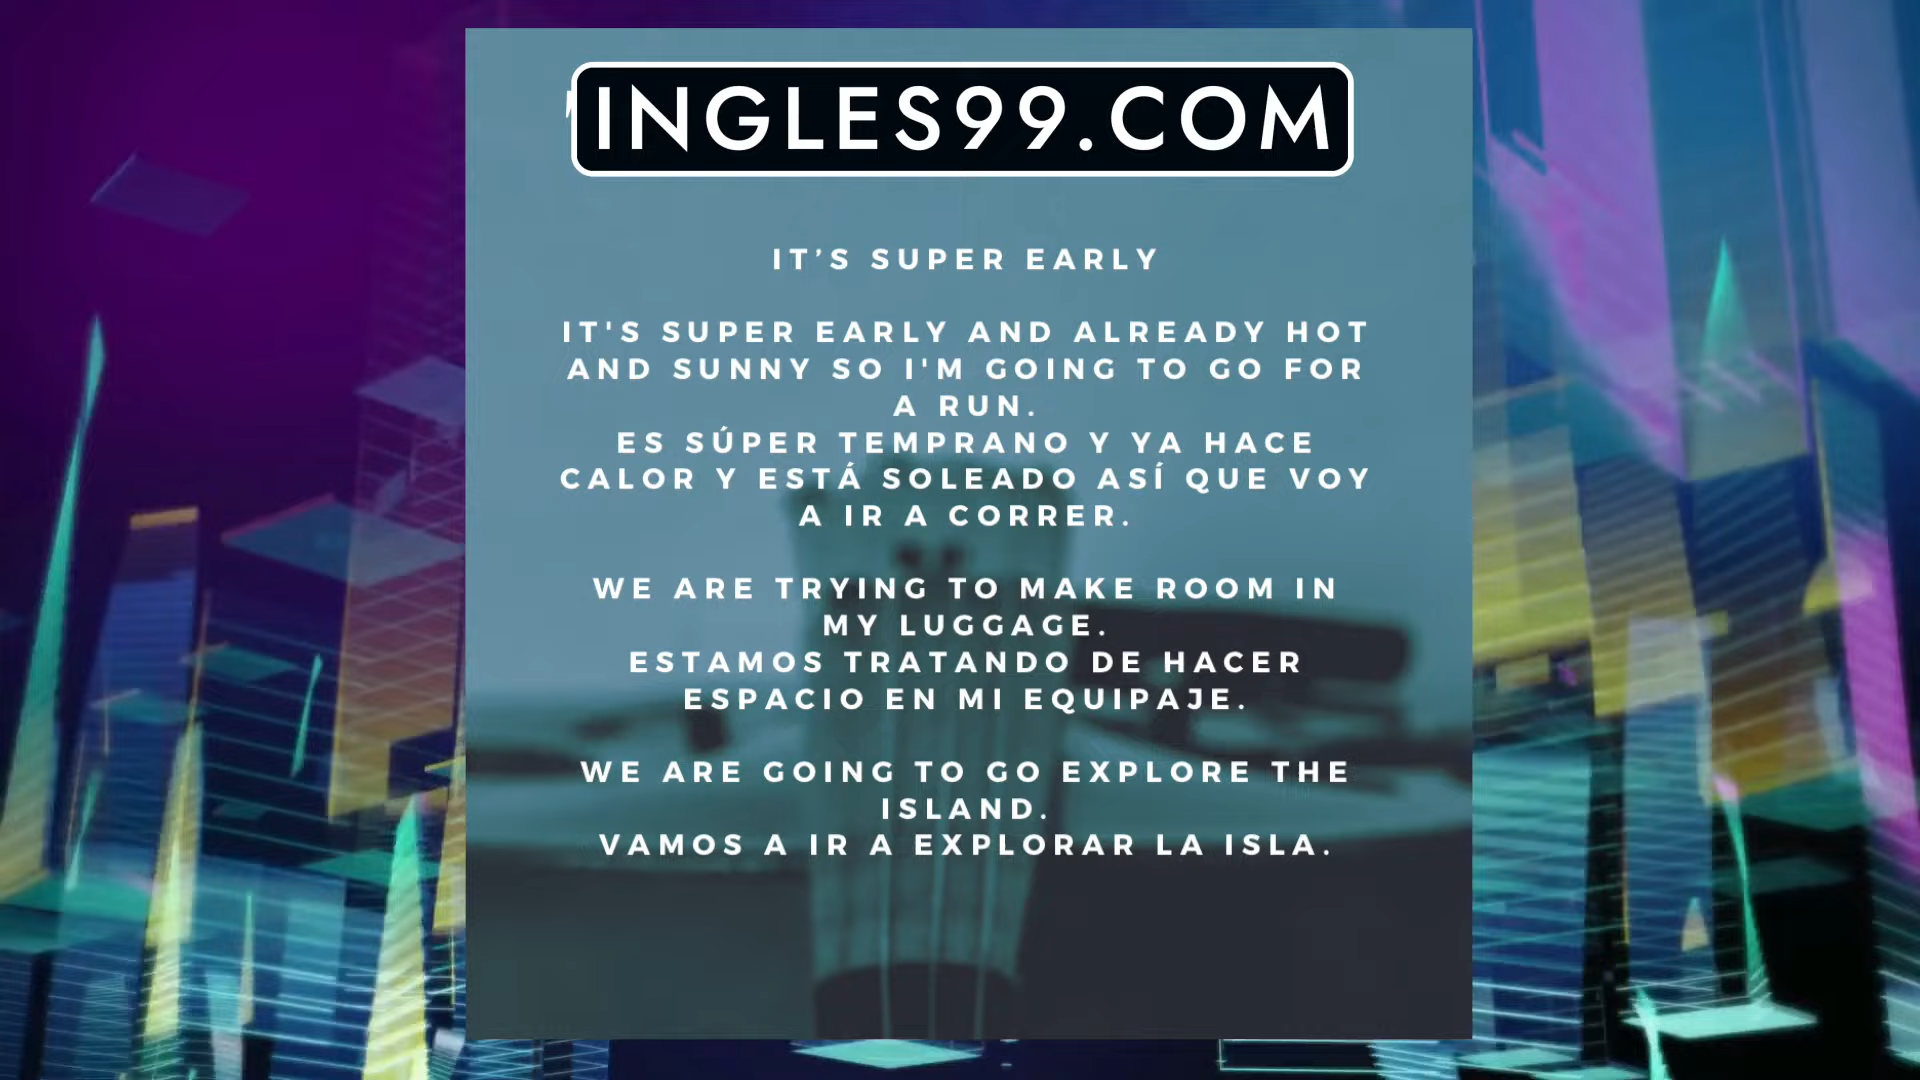 INGLES99.COM
IT’S SUPER EARLY
IT'S SUPER EARLY AND ALREADY HOT
AND SUNNY SO I'M GOING TO GO FOR
A RUN.
ES SÚPER TEMPRANO Y YA HACE
CALOR Y ESTÁ SOLEADO ASÍ QUE VOY
A IR A CORRER.
WE ARE TRYING TO MAKE ROOM IN
MY LUGGAGE.
ESTAMOS TRATANDO DE HACER
ESPACIO EN MI EQUIPAJE.
WE ARE GOING TO GO EXPLORE THE
ISLAND.
VAMOS A IR A EXPLORAR LA ISLA.